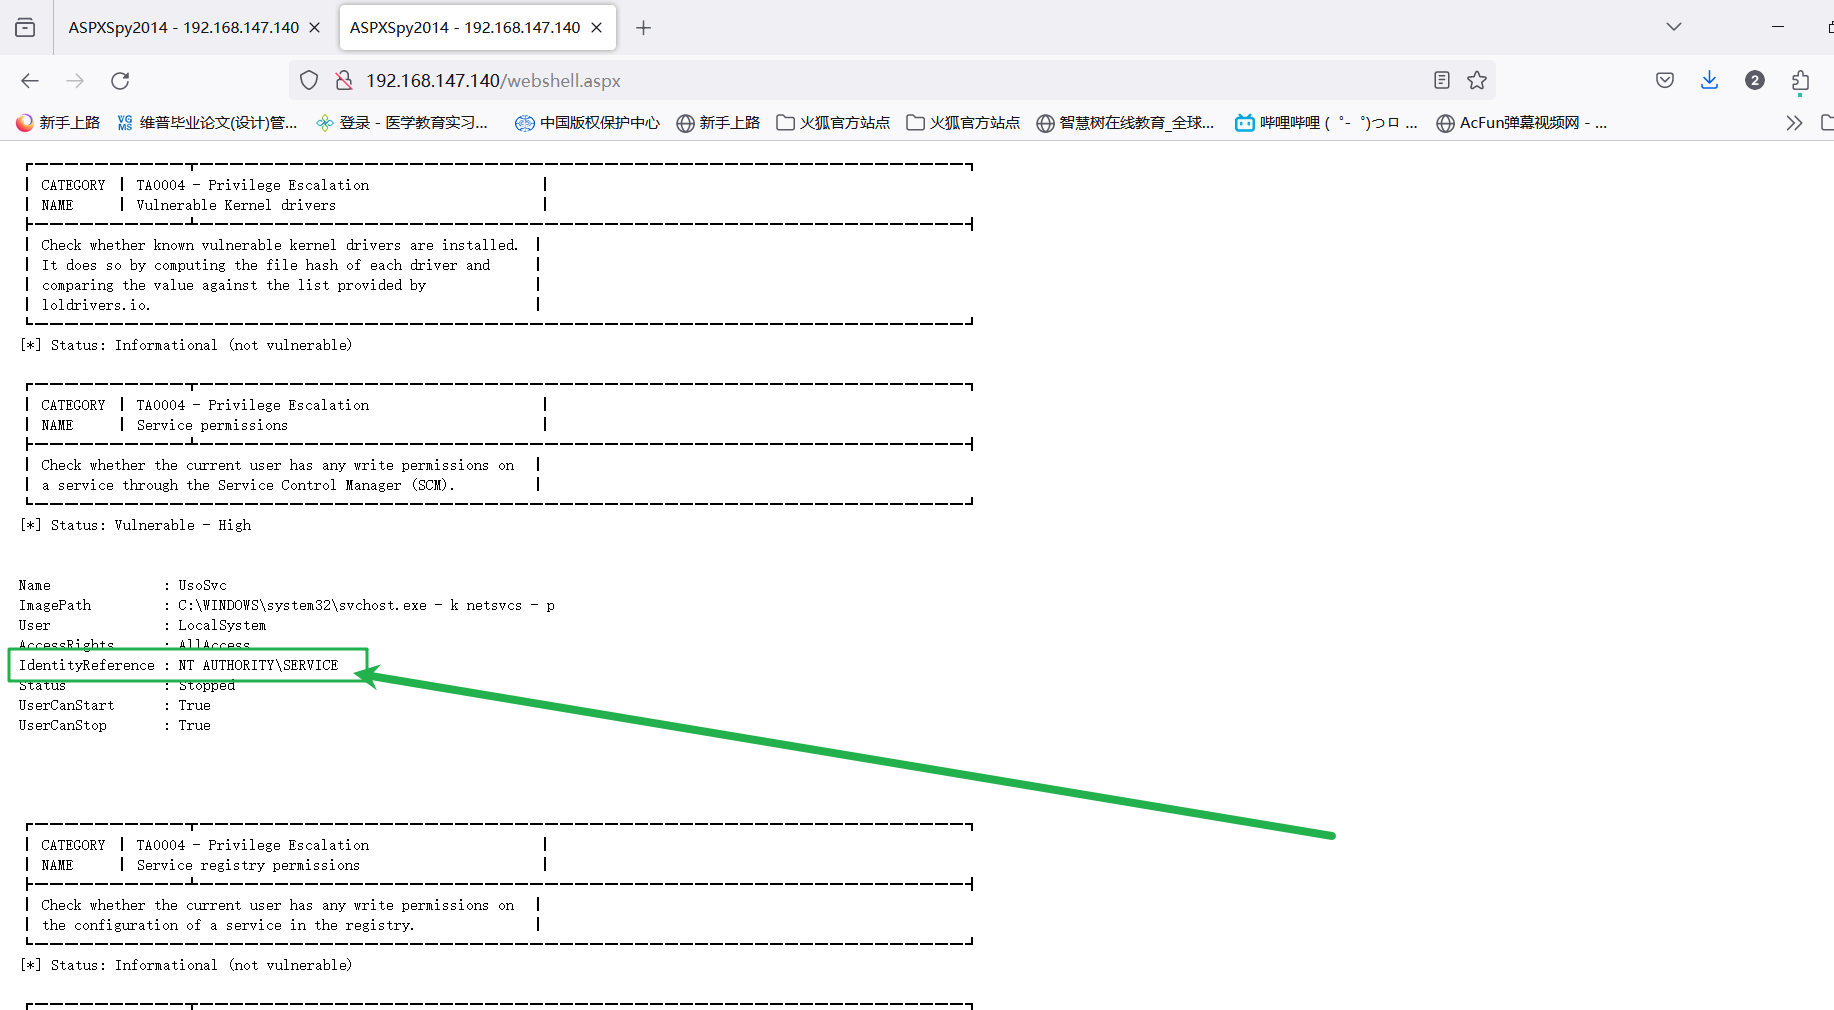 ASPXSpy2014 - 192.168.147.140
ASPXSpy2014 - 192.168.147.140
192.168.147.140/webshell.aspx
2
新手上路
维普毕业论文(设计)管...
登录 - 医学教育实习...
中国版权保护中心
新手上路
火狐官方站点
火狐官方站点
智慧树在线教育_全球...
哔哩哔哩 ( ゜- ゜)つロ ...
AcFun弹幕视频网 - ...
CATEGORY | TA0004 - Privilege Escalation
NAME | Vulnerable Kernel drivers
Check whether known vulnerable kernel drivers are installed.
It does so by computing the file hash of each driver and
comparing the value against the list provided by
loldrivers.io.
[*] Status: Informational (not vulnerable)
CATEGORY | TA0004 - Privilege Escalation
NAME | Service permissions
Check whether the current user has any write permissions on
a service through the Service Control Manager (SCM).
[*] Status: Vulnerable - High
Name : UsoSvc
ImagePath : C:\WINDOWS\system32\svchost.exe - k netsvcs - p
User : LocalSystem
AccessRights : AllAccess
IdentityReference : NT AUTHORITY\SERVICE
Status : Stopped
UserCanStart : True
UserCanStop : True
CATEGORY | TA0004 - Privilege Escalation
NAME | Service registry permissions
Check whether the current user has any write permissions on
the configuration of a service in the registry.
[*] Status: Informational (not vulnerable)